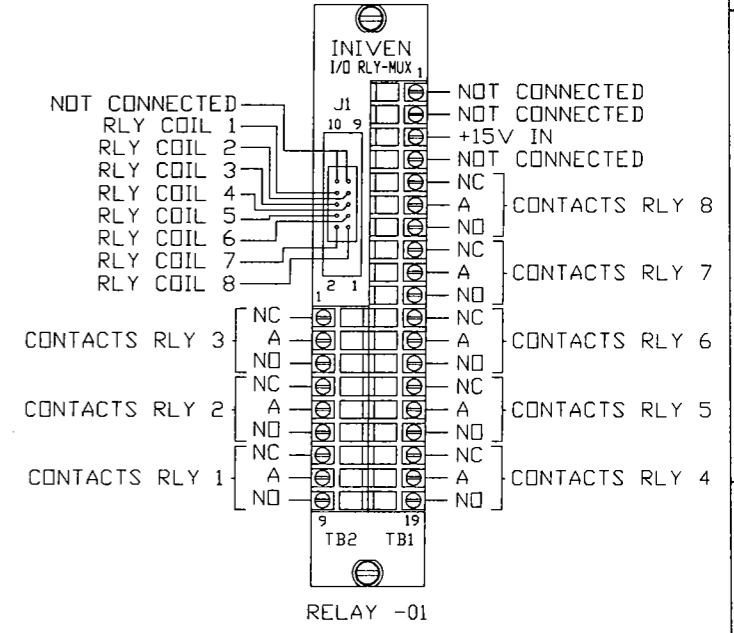 INIVEN
I/O RLY-MUX
1
J1
10 9
2 1
1
NOT CONNECTED
RLY COIL 1
RLY COIL 2
RLY COIL 3
RLY COIL 4
RLY COIL 5
RLY COIL 6
RLY COIL 7
RLY COIL 8
NOT CONNECTED
NOT CONNECTED
+15V IN
NOT CONNECTED
NC
A CONTACTS RLY 8
NO
NC
A CONTACTS RLY 7
NO
NC
CONTACTS RLY 3 A
NO
NC
A CONTACTS RLY 6
NO
NC
CONTACTS RLY 2 A
NO
NC
A CONTACTS RLY 5
NO
NC
CONTACTS RLY 1 A
NO
NC
A CONTACTS RLY 4
NO
9 19
TB2 TB1
RELAY -01